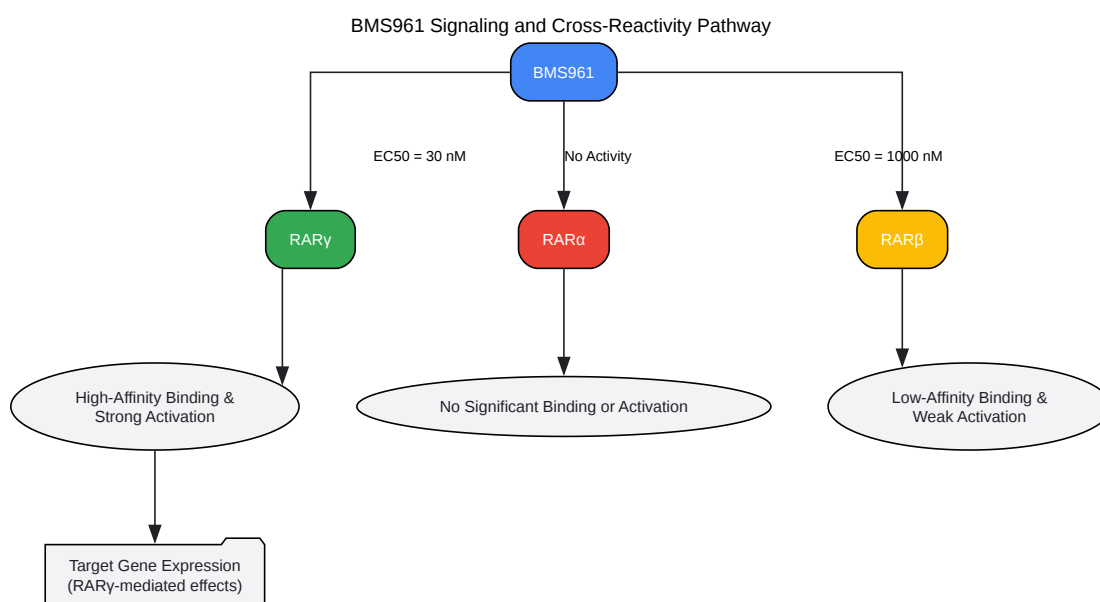 BMS961 Signaling and Cross-Reactivity Pathway
BMS961
EC50 = 30 nM
No Activity
EC50 = 1000 nM
RARγ
RARα
RARβ
High-Affinity Binding &
Strong Activation
No Significant Binding or Activation
Low-Affinity Binding &
Weak Activation
Target Gene Expression
(RARγ-mediated effects)